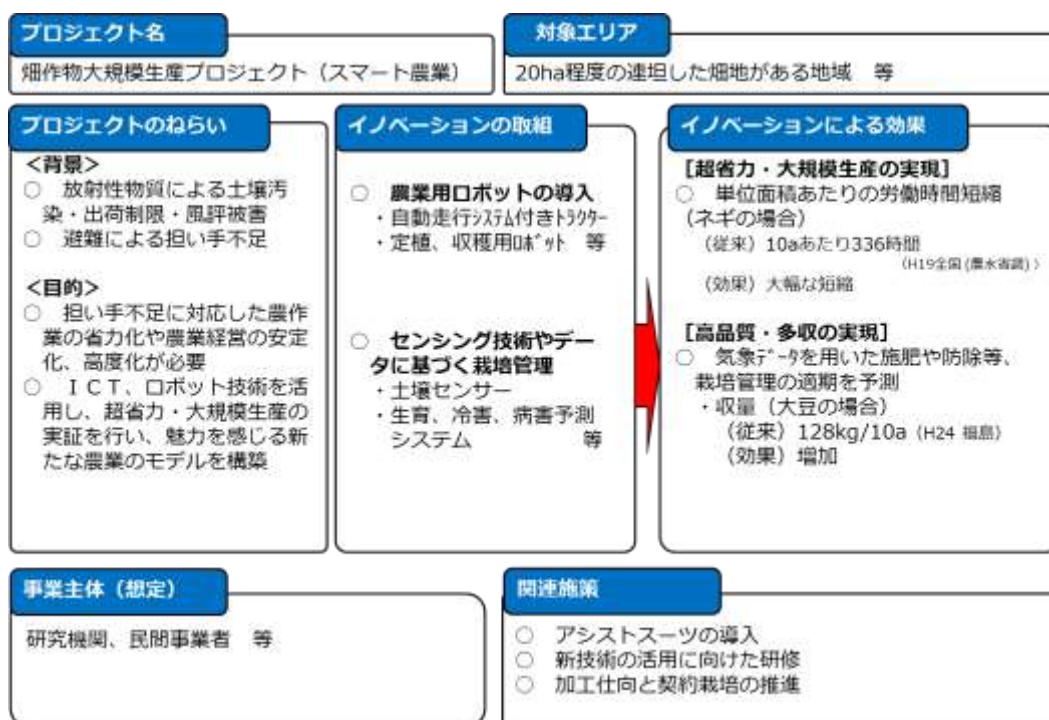 プロジェクト名
畑作物大規模生産プロジェクト（スマート農業）
対象エリア
20ha程度の連坦した畑地がある地域　等
プロジェクトのねらい
＜背景＞
○　放射性物質による土壌汚
染・出荷制限・風評被害
○　避難による担い手不足
＜目的＞
○　担い手不足に対応した農作
業の省力化や農業経営の安定
化、高度化が必要
○　ＩＣＴ、ロボット技術を活
用し、超省力・大規模生産の
実証を行い、魅力を感じる新
たな農業のモデルを構築
イノベーションの取組
○　農業用ロボットの導入
・自動走行ｼｽﾃﾑ付きﾄﾗｸﾀｰ
・定植、収穫用ﾛﾎﾞｯﾄ　等
○　センシング技術やデー
タに基づく栽培管理
・土壌センサー
・生育、冷害、病害予測
システム　　　　　等
イノベーションによる効果
［超省力・大規模生産の実現］
○　単位面積あたりの労働時間短縮
（ネギの場合）
（従来）10aあたり336時間
（H19全国(農水省調)）
（効果）大幅な短縮
［高品質・多収の実現］
○　気象ﾃﾞｰﾀを用いた施肥や防除等、
栽培管理の適期を予測
・収量（大豆の場合）
（従来）128kg/10a（H24 福島）
（効果）増加
事業主体（想定）
研究機関、民間事業者　等
関連施策
○　アシストスーツの導入
○　新技術の活用に向けた研修
○　加工仕向と契約栽培の推進